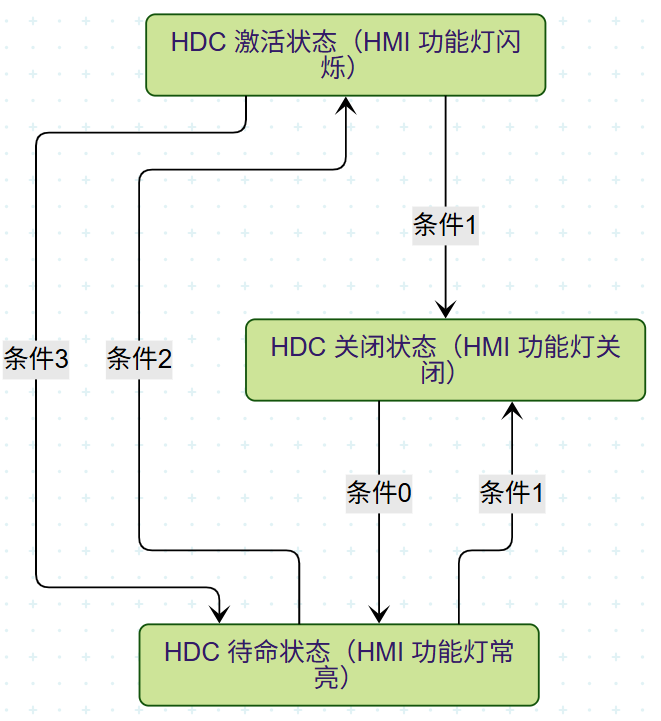 HDC 激活状态（HMI 功能灯闪
烁）
条件1
HDC 关闭状态（HMI 功能灯关
闭）
条件3
条件2
条件0
条件1
HDC 待命状态（HMI 功能灯常
亮）